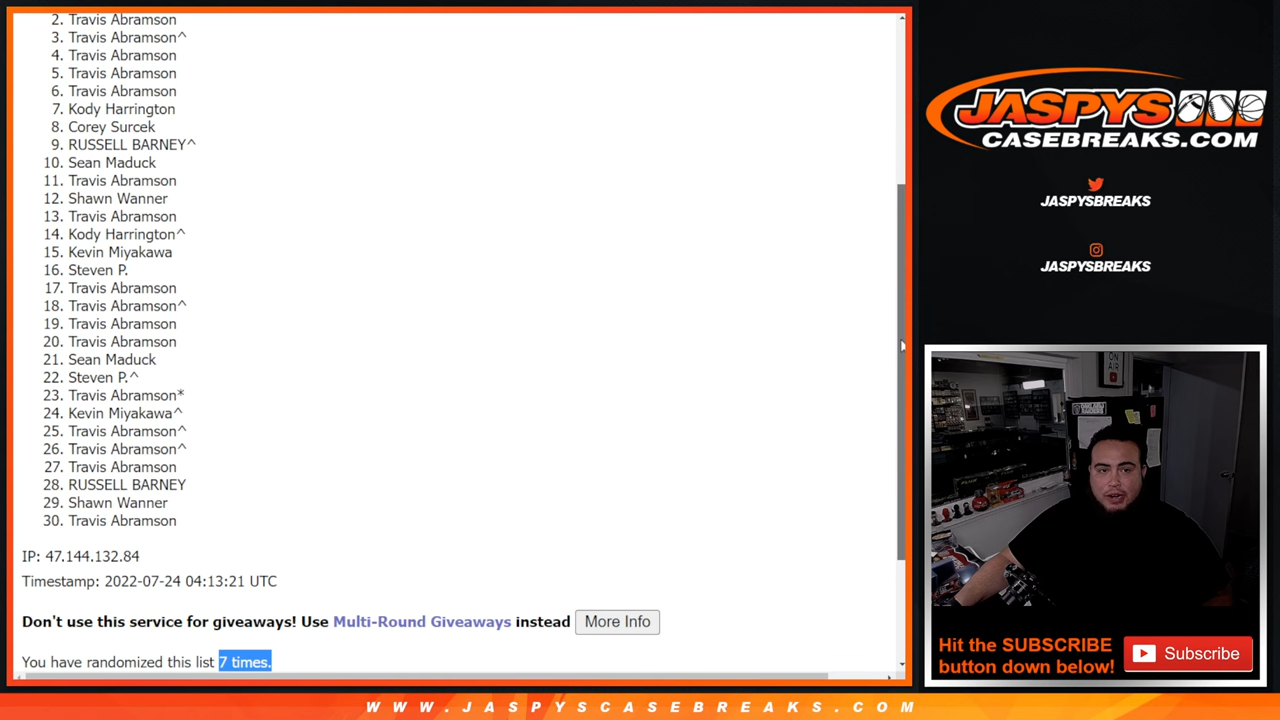 2. Travis Abramson
3. Travis Abramson^
4. Travis Abramson
5. Travis Abramson
6. Travis Abramson
7. Kody Harrington
8. Corey Surcek
9. RUSSELL BARNEY^
10. Sean Maduck
11. Travis Abramson
12. Shawn Wanner
13. Travis Abramson
14. Kody Harrington^
15. Kevin Miyakawa
16. Steven P.
17. Travis Abramson
18. Travis Abramson^
19. Travis Abramson
20. Travis Abramson
21. Sean Maduck
22. Steven P.^
23. Travis Abramson*
24. Kevin Miyakawa^
25. Travis Abramson^
26. Travis Abramson^
27. Travis Abramson
28. RUSSELL BARNEY
29. Shawn Wanner
30. Travis Abramson
IP: 47.144.132.84
Timestamp: 2022-07-24 04:13:21 UTC
Don't use this service for giveaways! Use Multi-Round Giveaways instead More Info
You have randomized this list 7 times.
JASPYS
CASEBREAKS.COM
JASPYSBREAKS
JASPYSBREAKS
ON
AIR
Hit the SUBSCRIBE
button down below!
Subscribe
WWW.JASPYSCASEBREAKS.COM